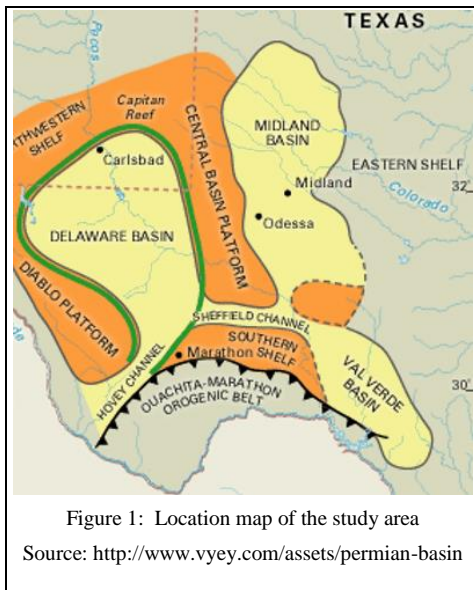 TEXAS
Pecos
Capitan
Reef
THWESTERN
SHELF
Carlsbad
CENTRAL BASIN PLATFORM
MIDLAND
BASIN
EASTERN SHELF
32°
Midland
Colorado
Odessa
DELAWARE BASIN
DIABLO PLATFORM
SHEFFIELD CHANNEL
SOUTHERN
SHELF
Marathon
HOVEY CHANNEL
OUACHITA-MARATHON
OROGENIC BELT
VAL VERDE
BASIN
30°
Figure 1: Location map of the study area
Source: http://www.vyey.com/assets/permian-basin